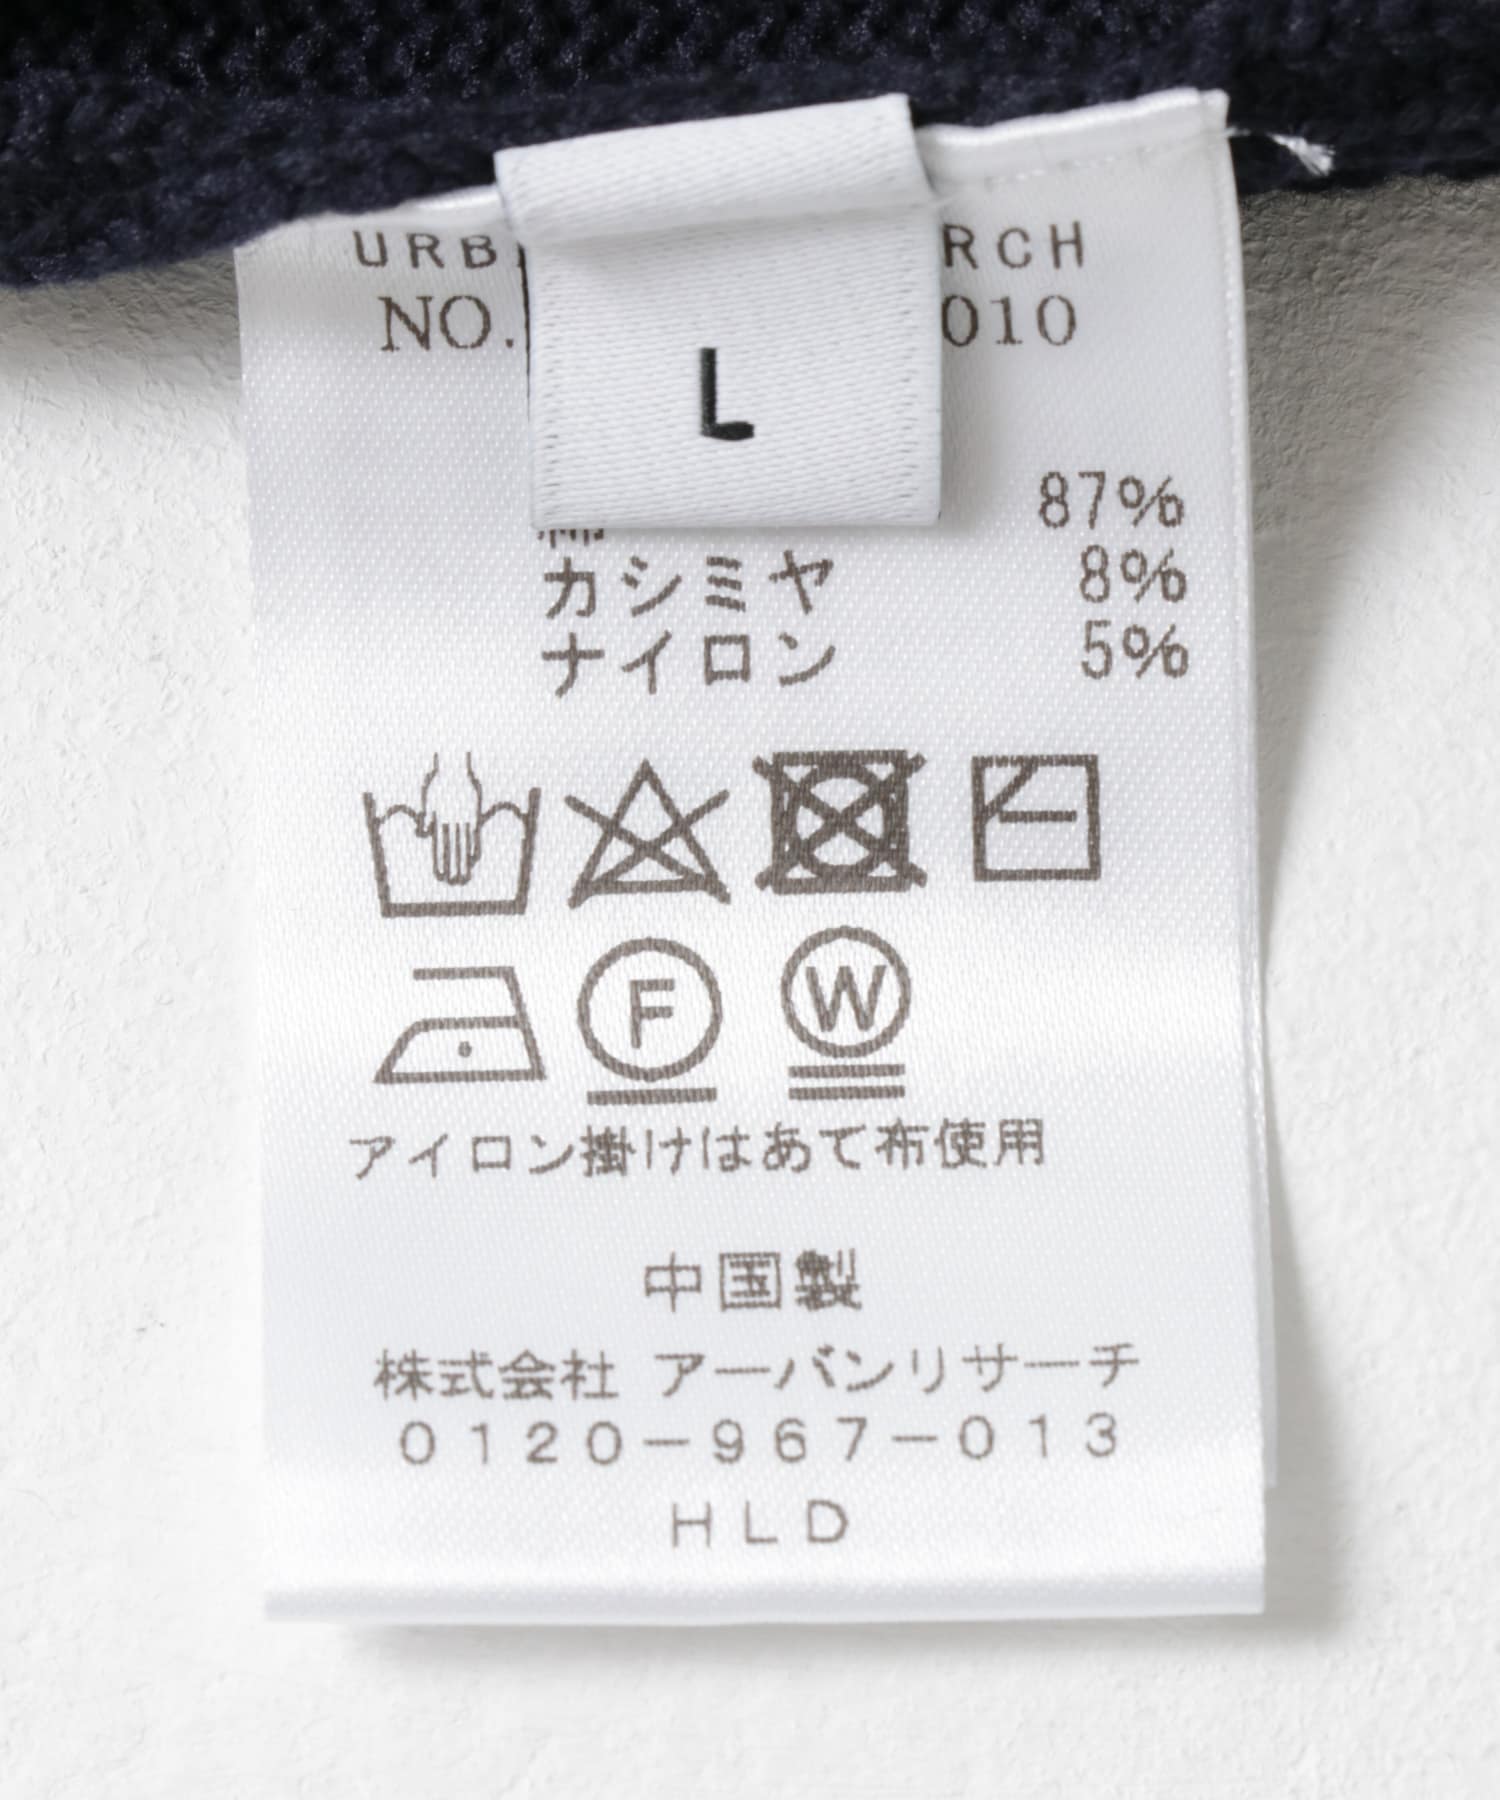 RCH
NO.
010
L
87%
カシミヤ 8%
ナイロン 5%
F
W
アイロン掛けはあて布使用
中国製
株式会社 アーバンリサーチ
0120-967-013
HLD